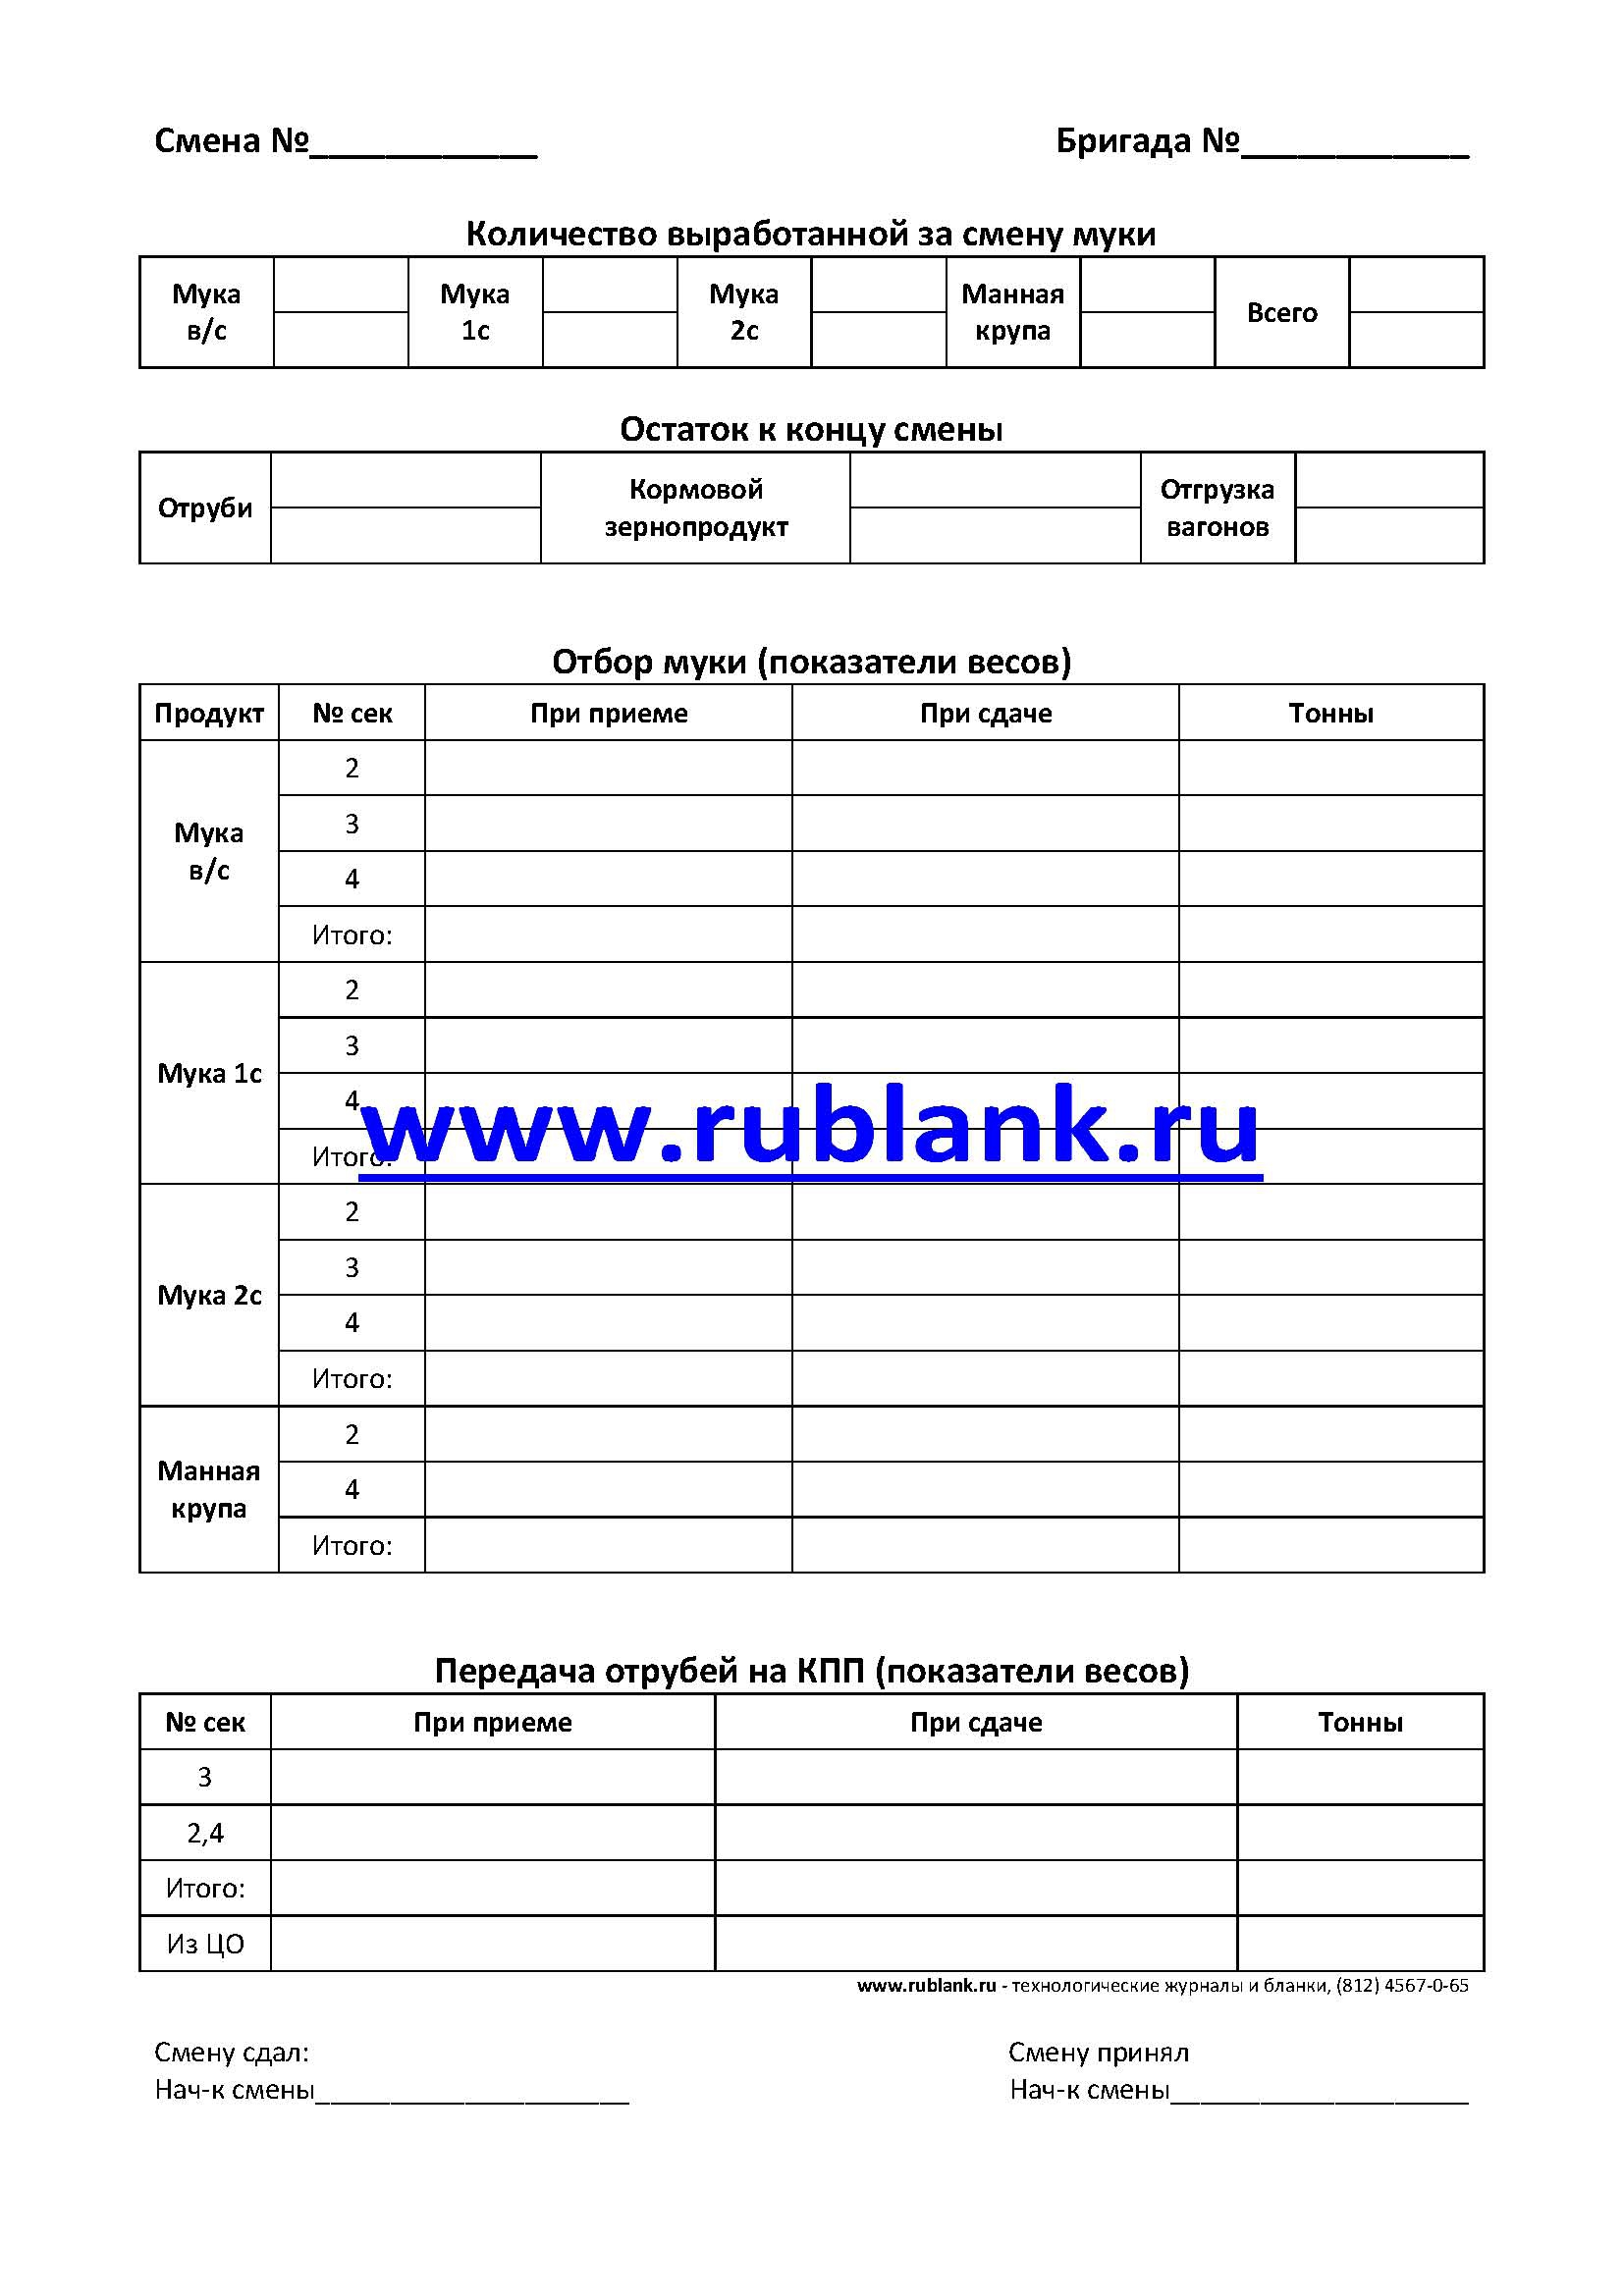 Смена №____________ Бригада №____________
Количество выработанной за смену муки
Мука в/с Мука 1с Мука 2с Манная крупа Всего
Остаток к концу смены
Отруби Кормовой зернопродукт Отгрузка вагонов
Отбор муки (показатели весов)
Продукт № сек При приеме При сдаче Тонны
Мука в/с
2
3
4
Итого:
Мука 1с
2
3
4
Итого:
www.rublank.ru
Мука 2с
2
3
4
Итого:
Манная крупа
2
4
Итого:
Передача отрубей на КПП (показатели весов)
№ сек При приеме При сдаче Тонны
3
2,4
Итого:
Из ЦО
www.rublank.ru - технологические журналы и бланки, (812) 4567-0-65
Смену сдал: Смену принял
Нач-к смены_____________________ Нач-к смены____________________